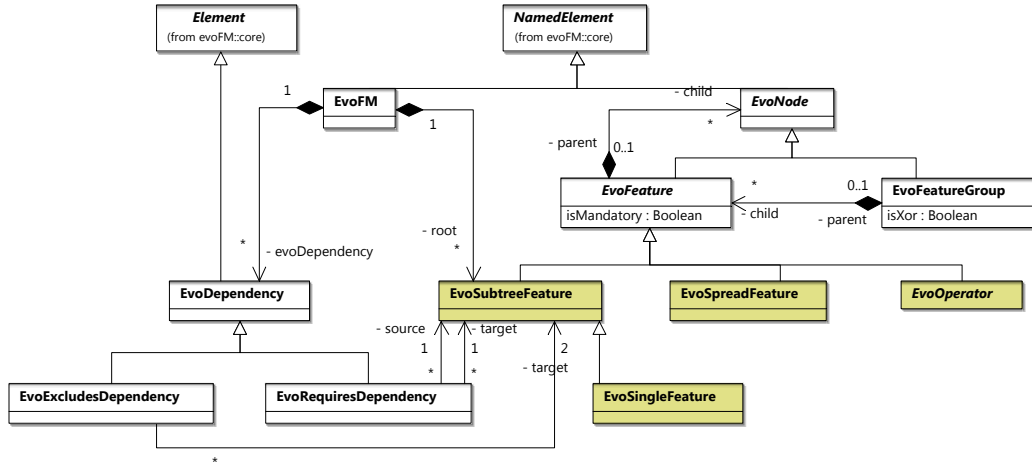 Element
(from evoFM::core)
NamedElement
(from evoFM::core)
1
EvoFM
1
- child
*
EvoNode
- parent
0..1
EvoFeature
isMandatory : Boolean
*
- child
0..1
- parent
EvoFeatureGroup
isXor : Boolean
*
- evoDependency
- root
*
EvoDependency
EvoSubtreeFeature
EvoSpreadFeature
EvoOperator
- source
1
*
- target
1
*
2
- target
EvoExcludesDependency
EvoRequiresDependency
EvoSingleFeature
*